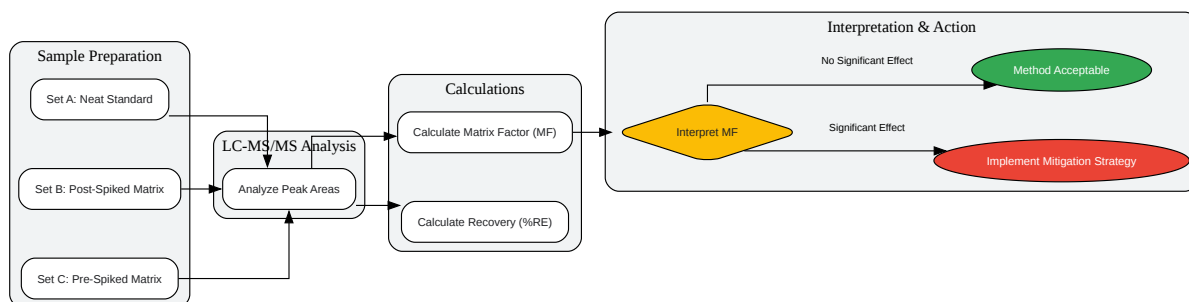 Sample Preparation
Set A: Neat Standard
Set B: Post-Spiked Matrix
Set C: Pre-Spiked Matrix
LC-MS/MS Analysis
Analyze Peak Areas
Calculations
Calculate Matrix Factor (MF)
Calculate Recovery (%RE)
Interpretation & Action
Interpret MF
No Significant Effect
Method Acceptable
Significant Effect
Implement Mitigation Strategy